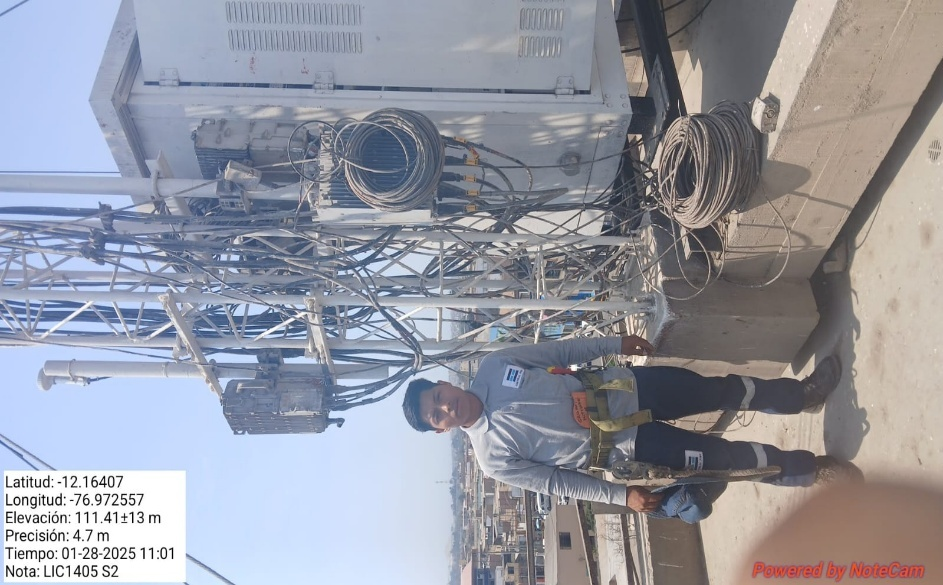 Latitud: -12.16407
Longitud: -76.972557
Elevación: 111.41±13 m
Precisión: 4.7 m
Tiempo: 01-28-2025 11:01
Nota: LIC1405 S2
Powered by NoteCam